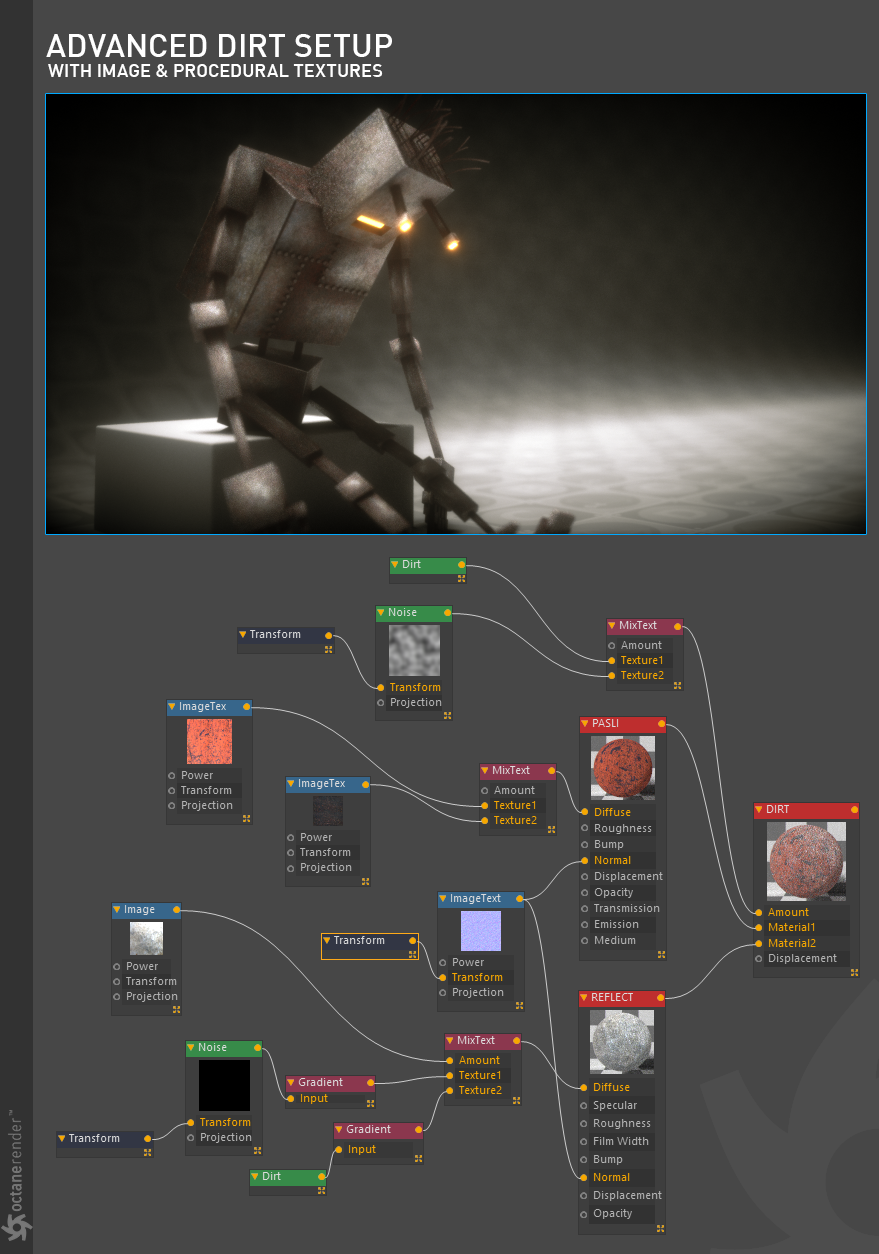 ADVANCED DIRT SETUP
WITH IMAGE & PROCEDURAL TEXTURES
Dirt
Noise
Transform
Projection
Transform
MixText
Amount
Texture1
Texture2
ImageTex
Power
Transform
Projection
ImageTex
Power
Transform
Projection
MixText
Amount
Texture1
Texture2
PASLI
Diffuse
Roughness
Bump
Normal
Displacement
Opacity
Transmission
Emission
Medium
DIRT
Amount
Material1
Material2
Displacement
Image
Power
Transform
Projection
Transform
ImageText
Power
Transform
Projection
REFLECT
Diffuse
Specular
Roughness
Film Width
Bump
Normal
Displacement
Opacity
MixText
Amount
Texture1
Texture2
Noise
Transform
Projection
Gradient
Input
Gradient
Input
Transform
Dirt
octanerender™